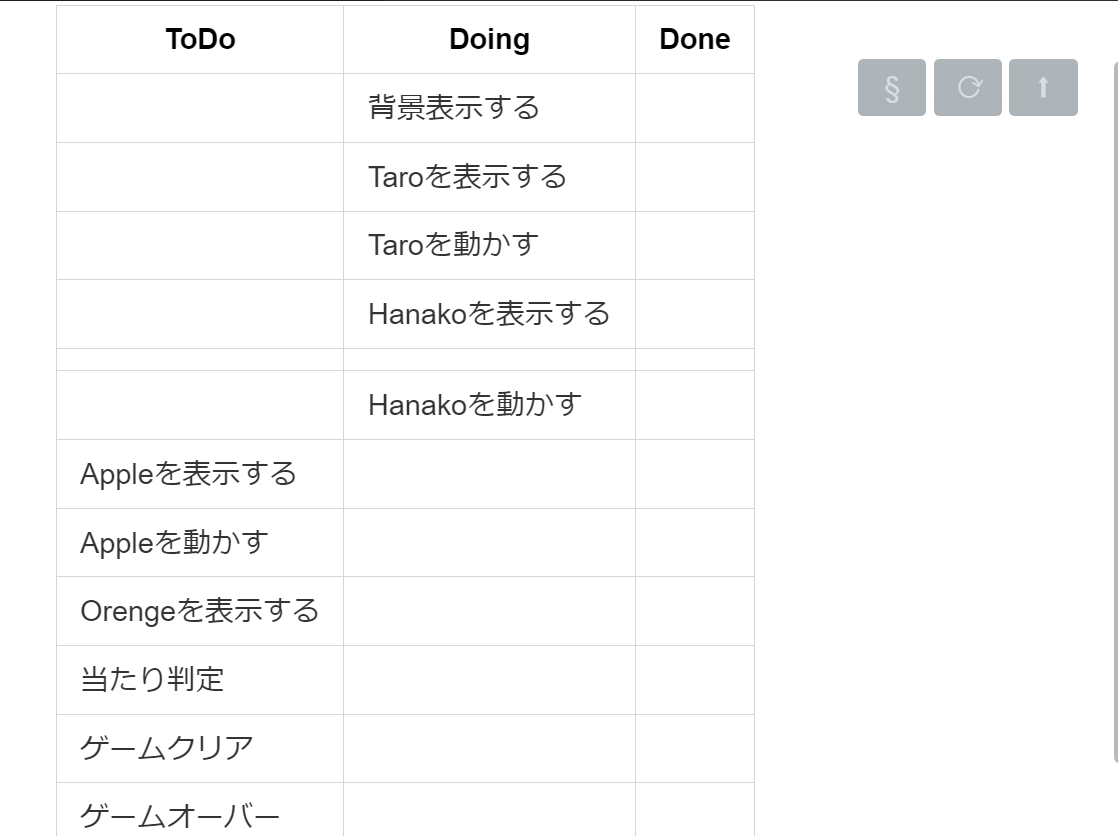 ToDo Doing Done
背景表示する
Taroを表示する
Taroを動かす
Hanakoを表示する
Hanakoを動かす
Appleを表示する
Appleを動かす
Orengeを表示する
当たり判定
ゲームクリア
ゲームオーバー
§